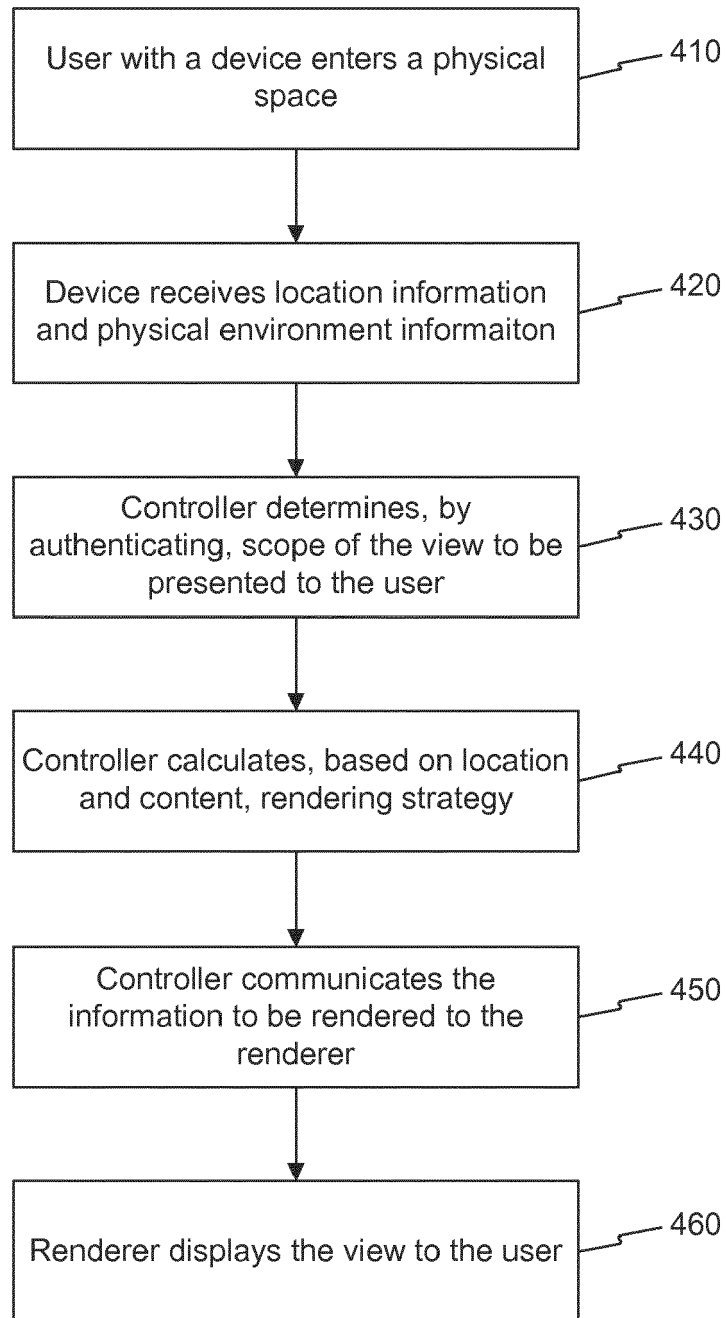 User with a device enters a physical
space
410
Device receives location information
and physical environment informaiton
420
Controller determines, by
authenticating, scope of the view to be
presented to the user
430
Controller calculates, based on location
and content, rendering strategy
440
Controller communicates the
information to be rendered to the
renderer
450
Renderer displays the view to the user
460